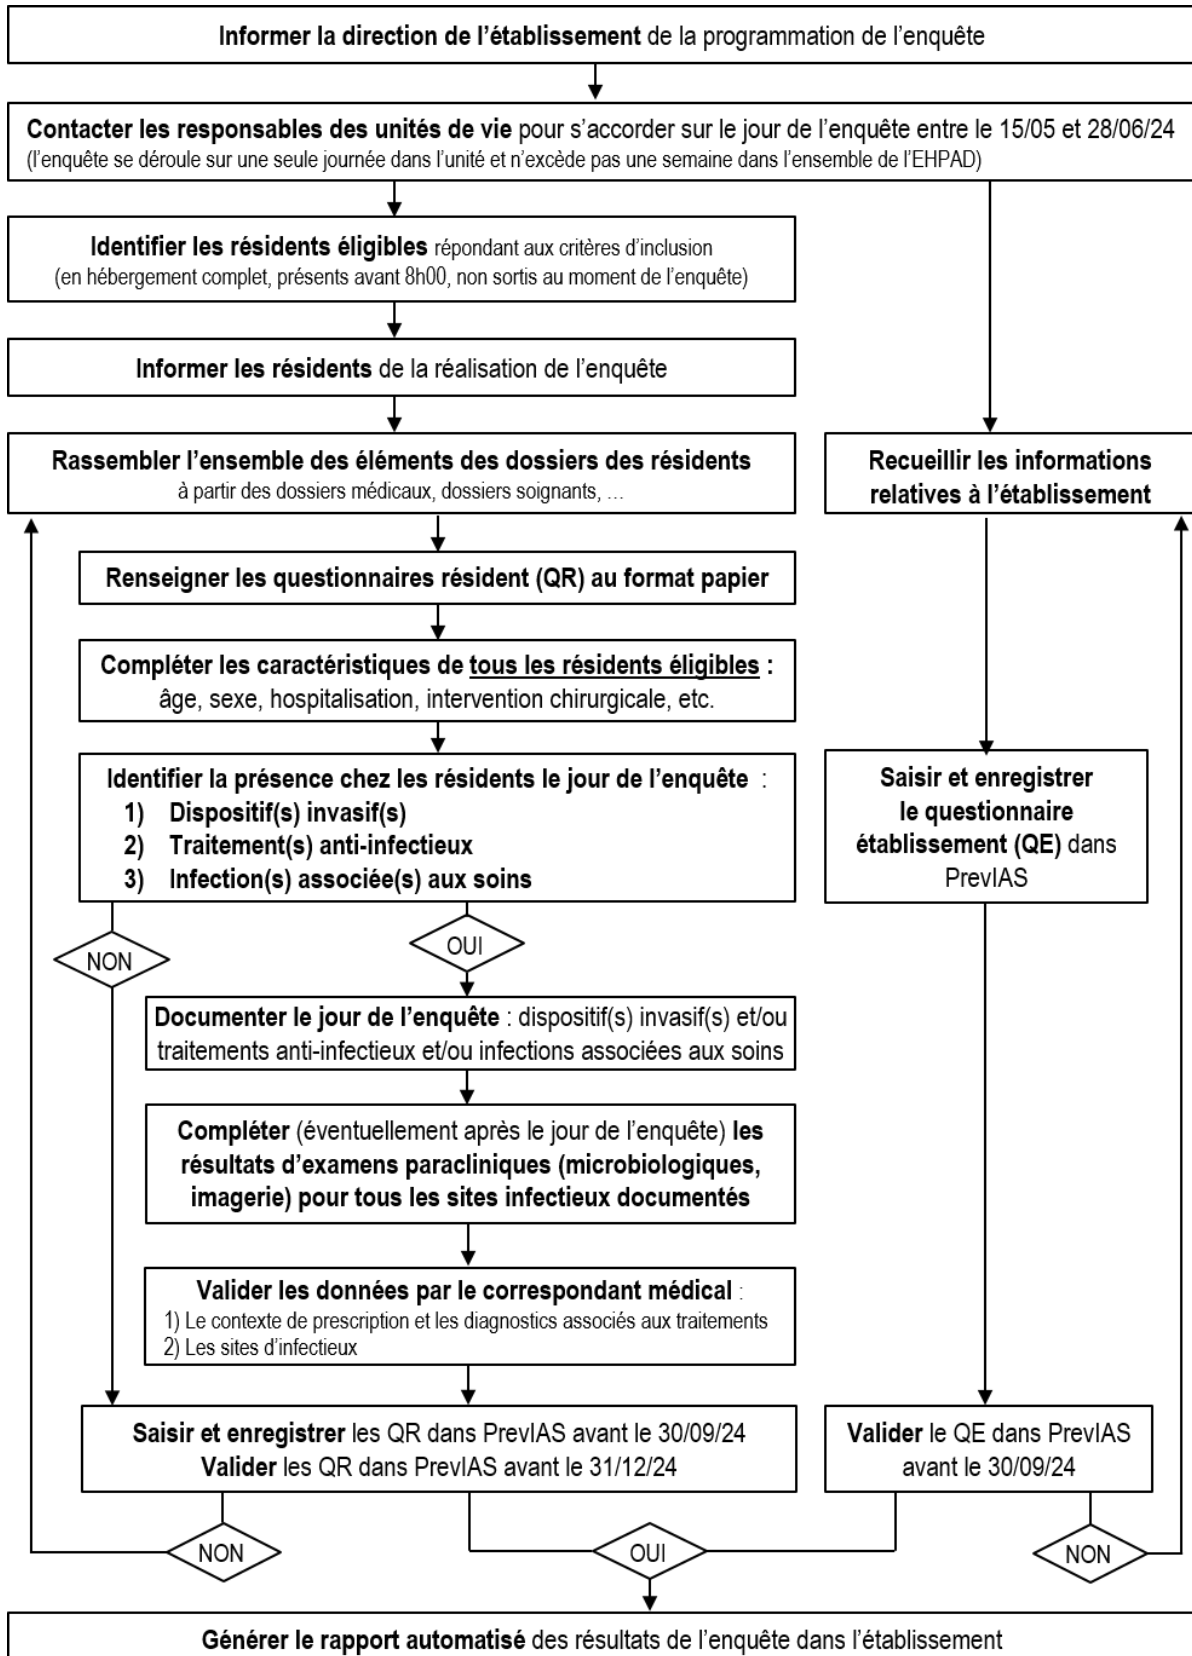 Informer la direction de l’établissement de la programmation de l’enquête
Contacter les responsables des unités de vie pour s’accorder sur le jour de l’enquête entre le 15/05 et 28/06/24
(l’enquête se déroule sur une seule journée dans l’unité et n’excède pas une semaine dans l’ensemble de l’EHPAD)
Identifier les résidents éligibles répondant aux critères d’inclusion
(en hébergement complet, présents avant 8h00, non sortis au moment de l’enquête)
Informer les résidents de la réalisation de l’enquête
Rassembler l’ensemble des éléments des dossiers des résidents
à partir des dossiers médicaux, dossiers soignants, …
Recueillir les informations
relatives à l’établissement
Renseigner les questionnaires résident (QR) au format papier
Compléter les caractéristiques de tous les résidents éligibles :
âge, sexe, hospitalisation, intervention chirurgicale, etc.
Identifier la présence chez les résidents le jour de l’enquête :
1) Dispositif(s) invasif(s)
2) Traitement(s) anti-infectieux
3) Infection(s) associée(s) aux soins
Saisir et enregistrer
le questionnaire
établissement (QE) dans
PrevIAS
NON
OUI
Documenter le jour de l’enquête : dispositif(s) invasif(s) et/ou
traitements anti-infectieux et/ou infections associées aux soins
Compléter (éventuellement après le jour de l’enquête) les
résultats d’examens paracliniques (microbiologiques,
imagerie) pour tous les sites infectieux documentés
Valider les données par le correspondant médical :
1) Le contexte de prescription et les diagnostics associés aux traitements
2) Les sites d’infectieux
Saisir et enregistrer les QR dans PrevIAS avant le 30/09/24
Valider les QR dans PrevIAS avant le 31/12/24
Valider le QE dans PrevIAS
avant le 30/09/24
NON
OUI
NON
Générer le rapport automatisé des résultats de l’enquête dans l’établissement